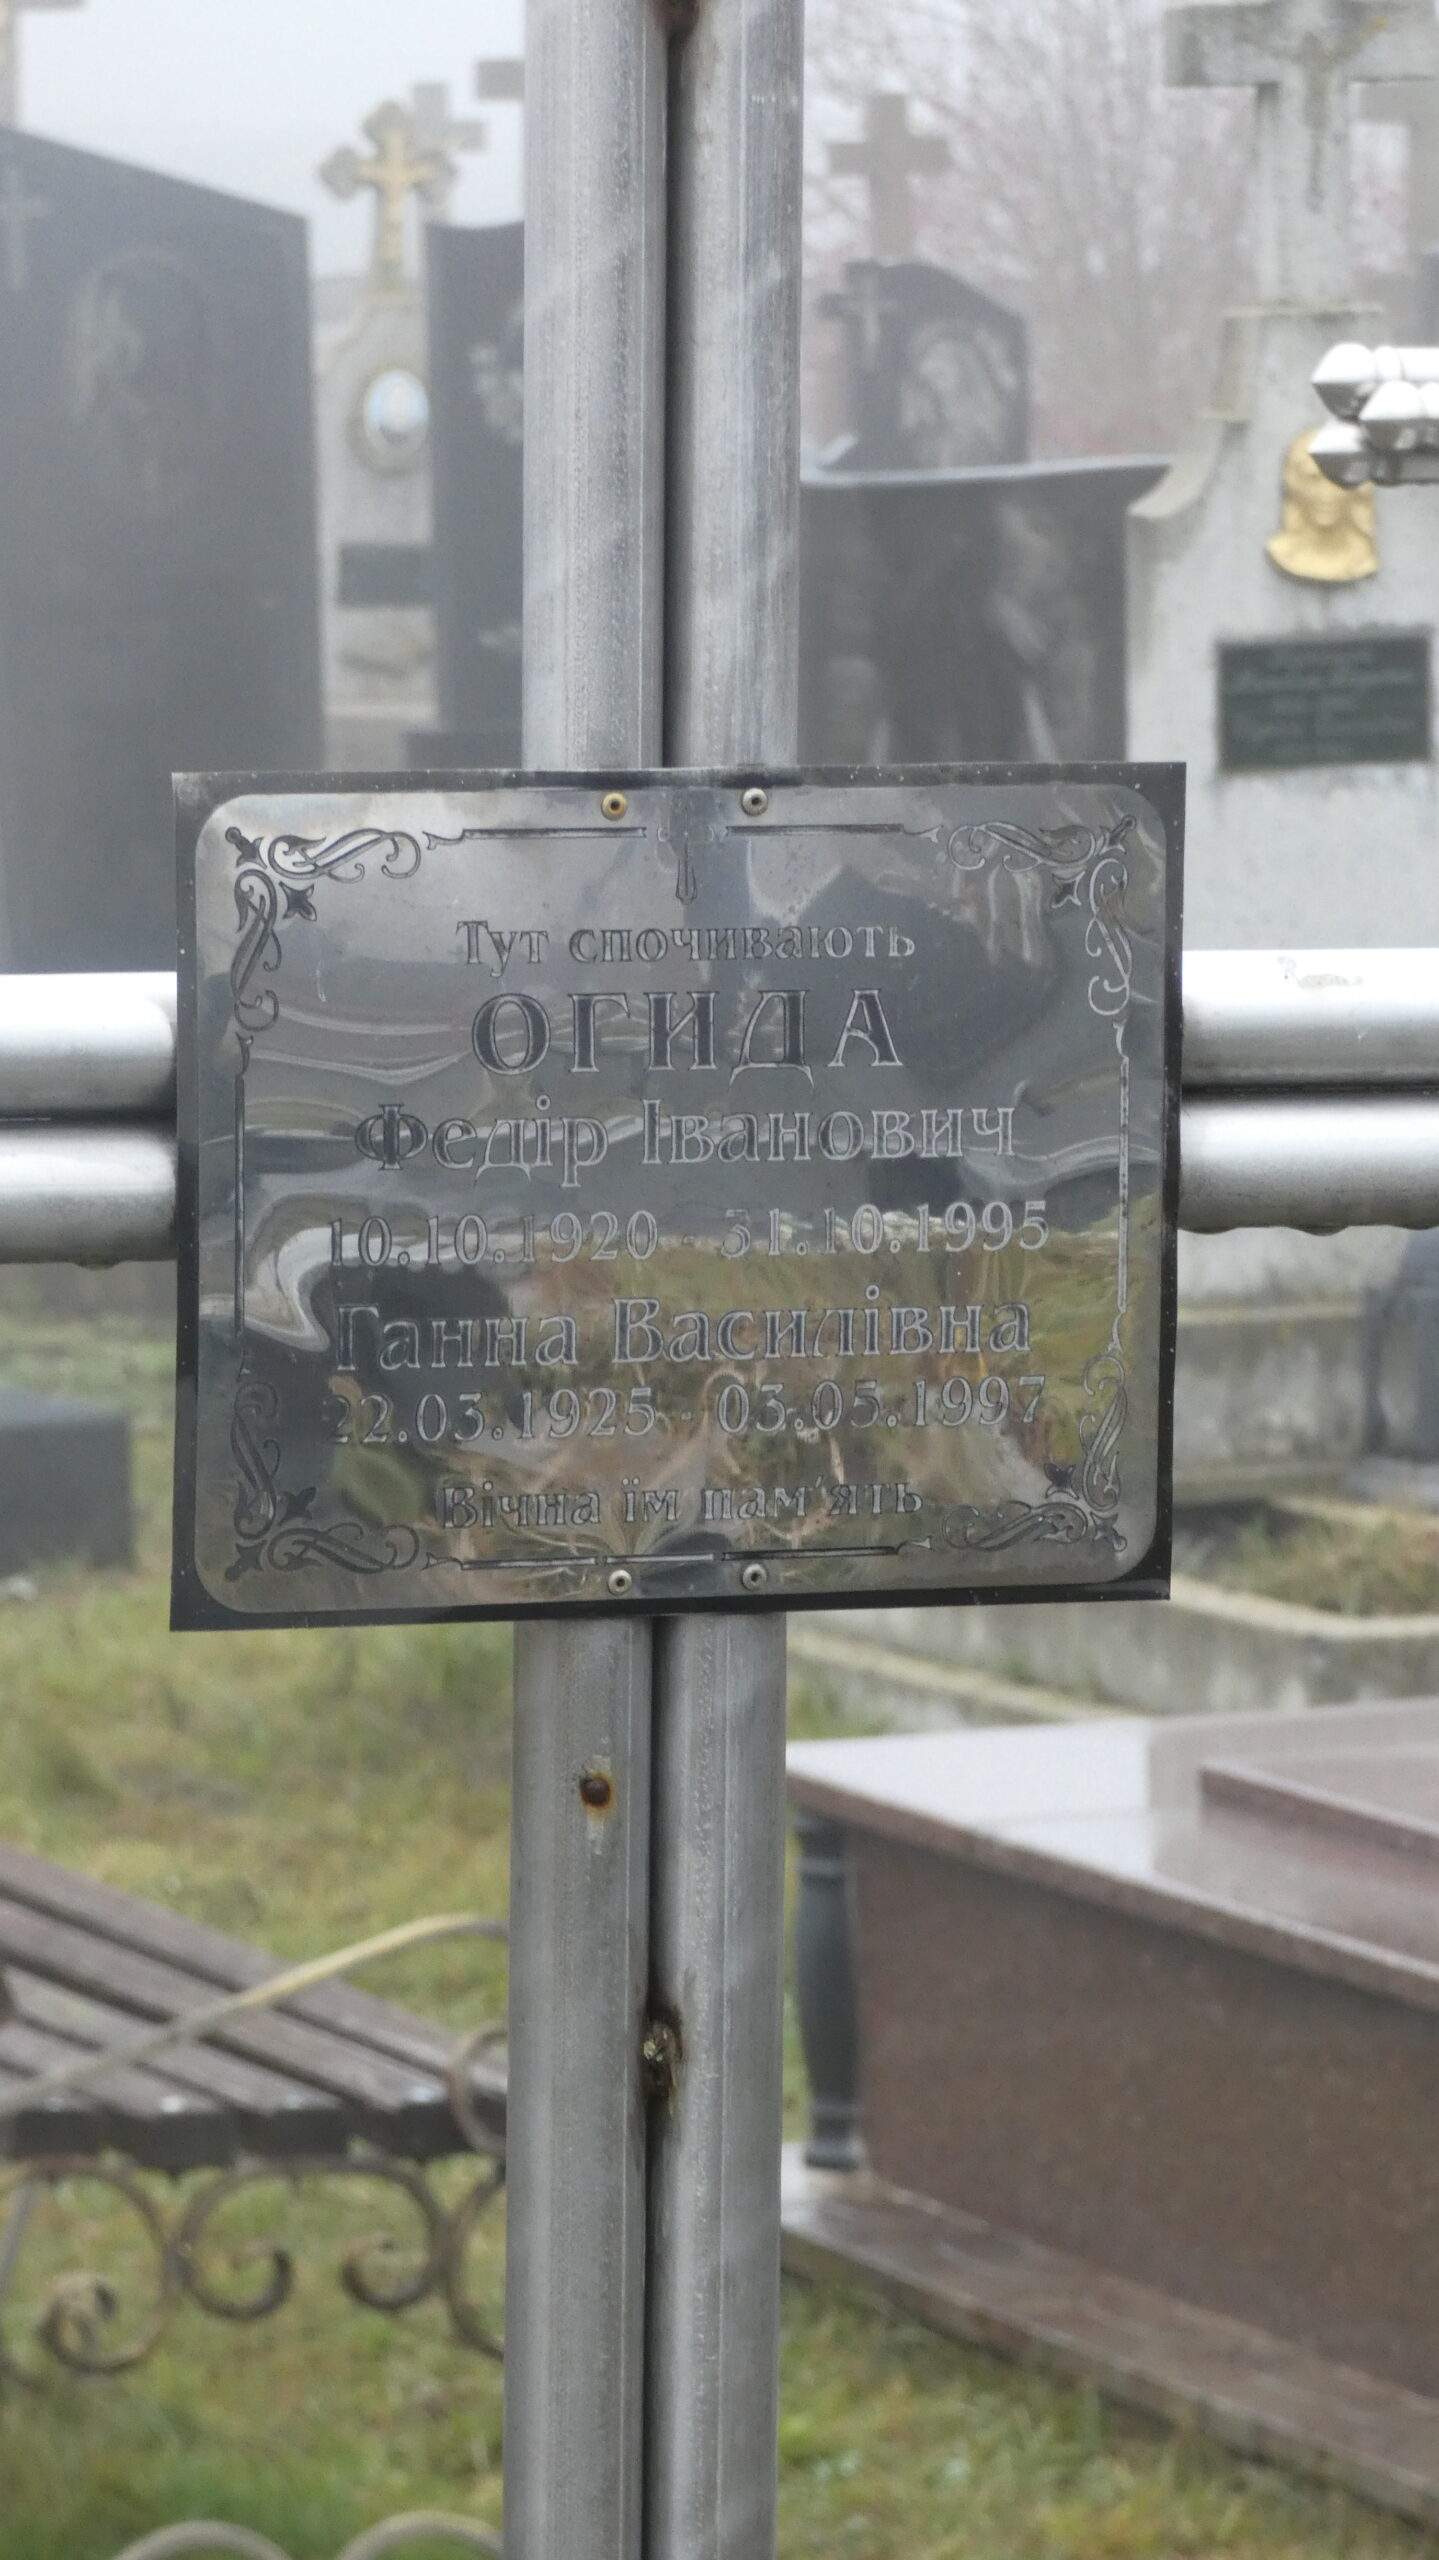 Тут спочивають
ОГИДА
Федір Іванович
10.10.1920 - 31.10.1995
Ганна Василівна
22.03.1925 - 03.05.1997
Вічна їм пам'ять